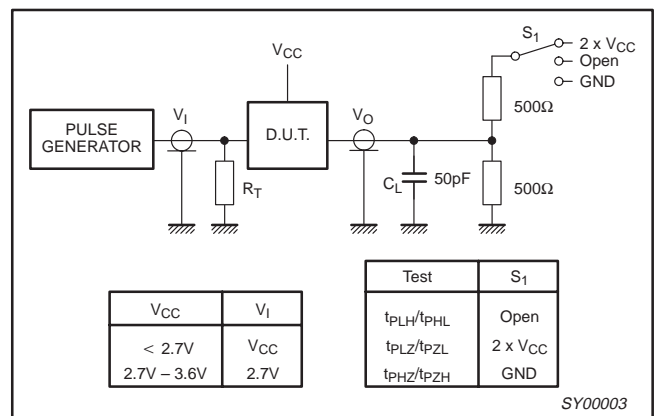 S1
2 x VCC
Open
GND
VCC
500Ω
PULSE
GENERATOR
VI
D.U.T.
VO
RT
CL
50pF
500Ω
VCC VI
< 2.7V VCC
2.7V – 3.6V 2.7V
Test S1
tPLH/tPHL Open
tPLZ/tPZL 2 x VCC
tPHZ/tPZH GND
SY00003